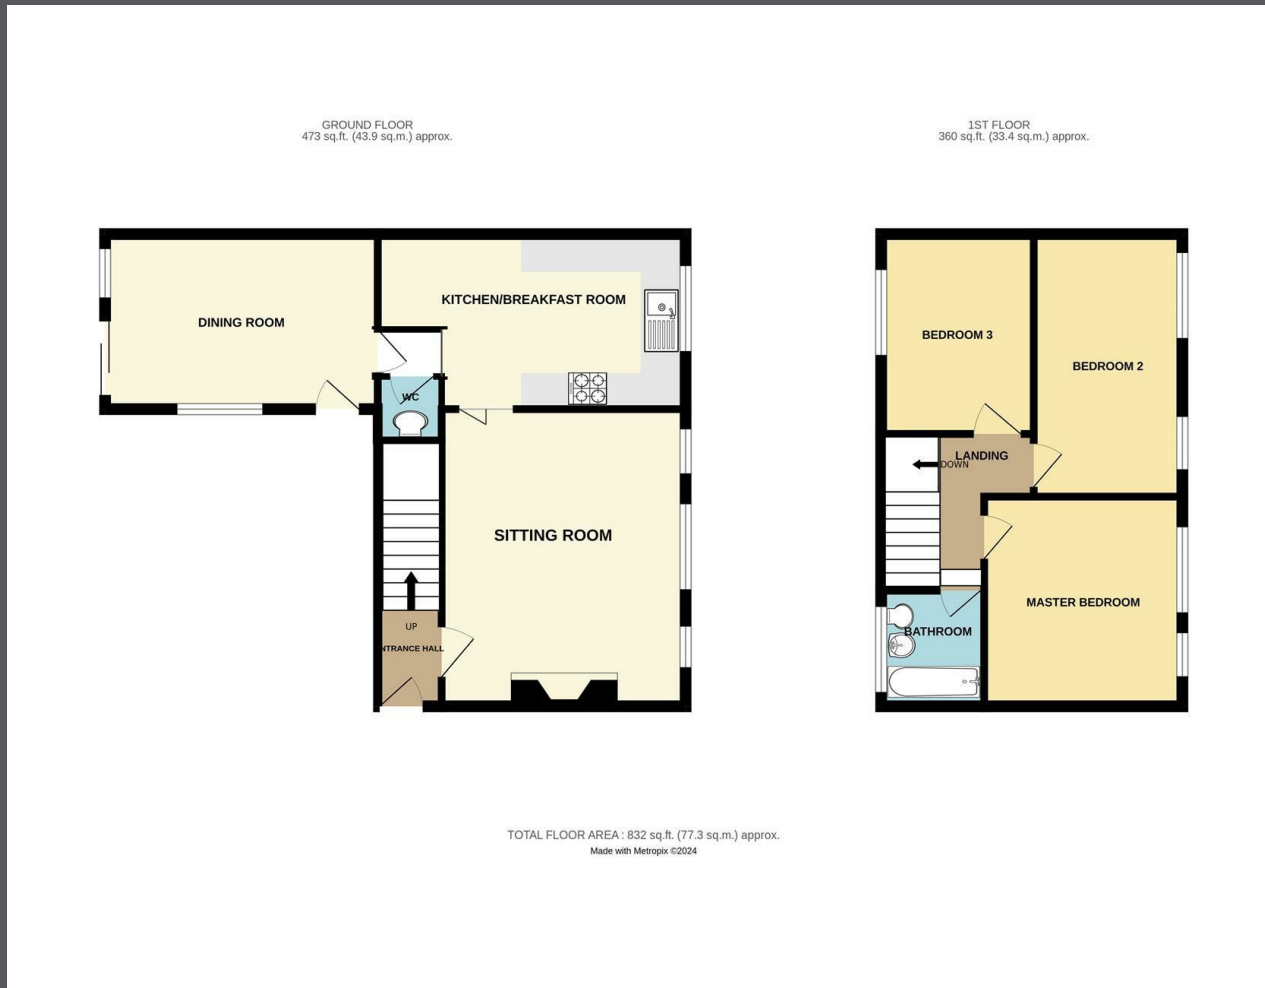 GROUND FLOOR
473 sq.ft. (43.9 sq.m.) approx.
1ST FLOOR
360 sq.ft. (33.4 sq.m.) approx.
DINING ROOM
KITCHEN/BREAKFAST ROOM
WC
SITTING ROOM
UP
NTRANCE HALL
BEDROOM 3
BEDROOM 2
LANDING
DOWN
MASTER BEDROOM
BATHROOM
TOTAL FLOOR AREA : 832 sq.ft. (77.3 sq.m.) approx.
Made with Metropix ©2024